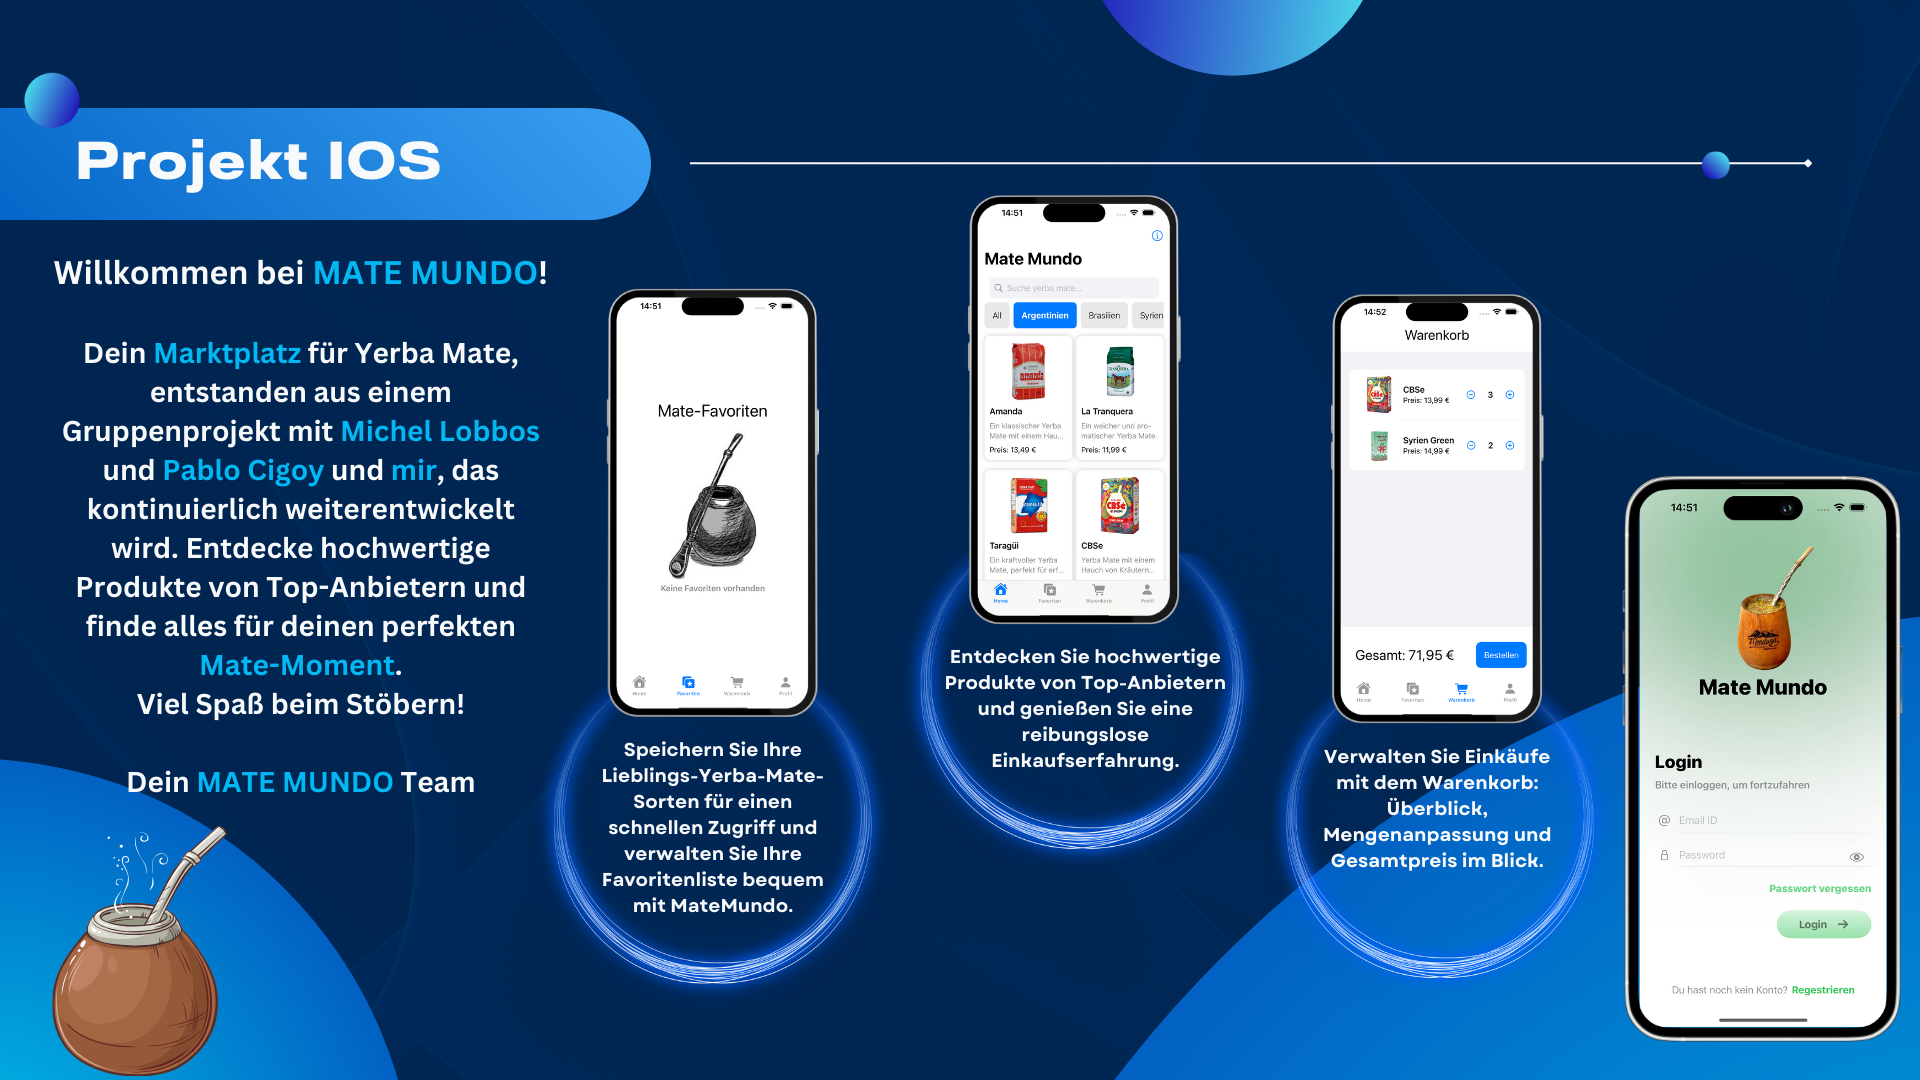 Projekt IOS
Willkommen bei MATE MUNDO!
Dein Marktplatz für Yerba Mate,
entstanden aus einem
Gruppenprojekt mit Michel Lobbos
und Pablo Cigoy und mir, das
kontinuierlich weiterentwickelt
wird. Entdecke hochwertige
Produkte von Top-Anbietern und
finde alles für deinen perfekten
Mate-Moment.
Viel Spaß beim Stöbern!
Dein MATE MUNDO Team
14:51
Mate-Favoriten
Keine Favoriten vorhanden
Home Favoriten Warenkorb Profil
Speichern Sie Ihre
Lieblings-Yerba-Mate-
Sorten für einen
schnellen Zugriff und
verwalten Sie Ihre
Favoritenliste bequem
mit MateMundo.
14:51
Mate Mundo
Suche yerba mate...
All Argentinien Brasilien Syrien
Amanda
Ein klassischer Yerba
Mate mit einem Hau...
Preis: 13,49 €
La Tranquera
Ein weicher und aro-
matischer Yerba Mate.
Preis: 11,99 €
Taragüi
Ein kraftvoller Yerba
Mate, perfekt für erf...
CBSe
CBSe
Yerba Mate mit einem
Hauch von Kräutern...
Home Favoriten Warenkorb Profil
Entdecken Sie hochwertige
Produkte von Top-Anbietern
und genießen Sie eine
reibungslose
Einkaufserfahrung.
14:52
Warenkorb
CBSe
Preis: 13,99 €
3
Syrien Green
Preis: 14,99 €
2
Gesamt: 71,95 €
Bestellen
Home Favoriten Warenkorb Profil
Verwalten Sie Einkäufe
mit dem Warenkorb:
Überblick,
Mengenanpassung und
Gesamtpreis im Blick.
14:51
Mate Mundo
Login
Bitte einloggen, um fortzufahren
@ Email ID
Password
Passwort vergessen
Login →
Du hast noch kein Konto? Regestrieren